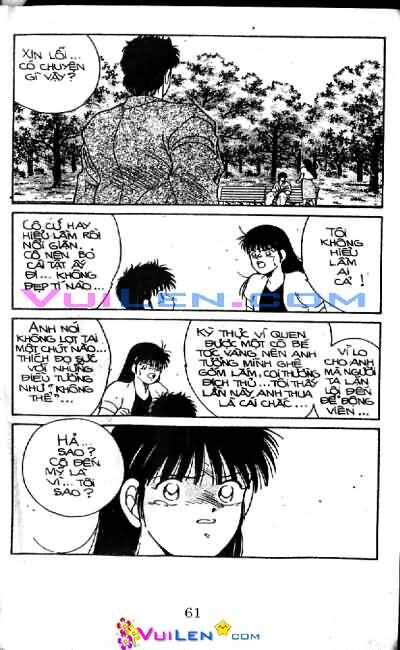 XIN LỖI...
CÓ CHUYỆN
GÌ VẬY?
CÔ CỨ HAY
HIỂU LẦM RỒI
NỔI GIẬN.
CÔ NÊN BỎ
CÁI TẬT ẤY
ĐI... KHÔNG
ĐẸP TÍ NÀO...
TÔI
KHÔNG
HIỂU
LẦM
AI
CẢ!
VUILEN.COM
ANH NÓI
KHÔNG LỌT TAI
MỘT CHÚT NÀO...
THÍCH ĐỌ SỨC
VỚI NHỮNG
ĐIỀU TƯỞNG
NHƯ "KHÔNG
THỂ"...
KỲ THỰC VÌ QUEN
ĐƯỢC MỘT CÔ BÉ
TÓC VÀNG NÊN ANH
TƯỞNG MÌNH GHÊ
GỚM LẮM, COI THƯỜNG
ĐỊCH THỦ... TÔI THẤY
LẦN NÀY, ANH THUA
LÀ CÁI CHẮC...
VÌ LO
CHO ANH
MÀ NGƯỜI
TA LẶN
LỘI ĐẾN
ĐỂ ĐỘNG
VIÊN...
HẢ...
SAO?
CÔ ĐẾN
MỸ LÀ
VÌ... TÔI
SAO?
61
VUILEN.COM